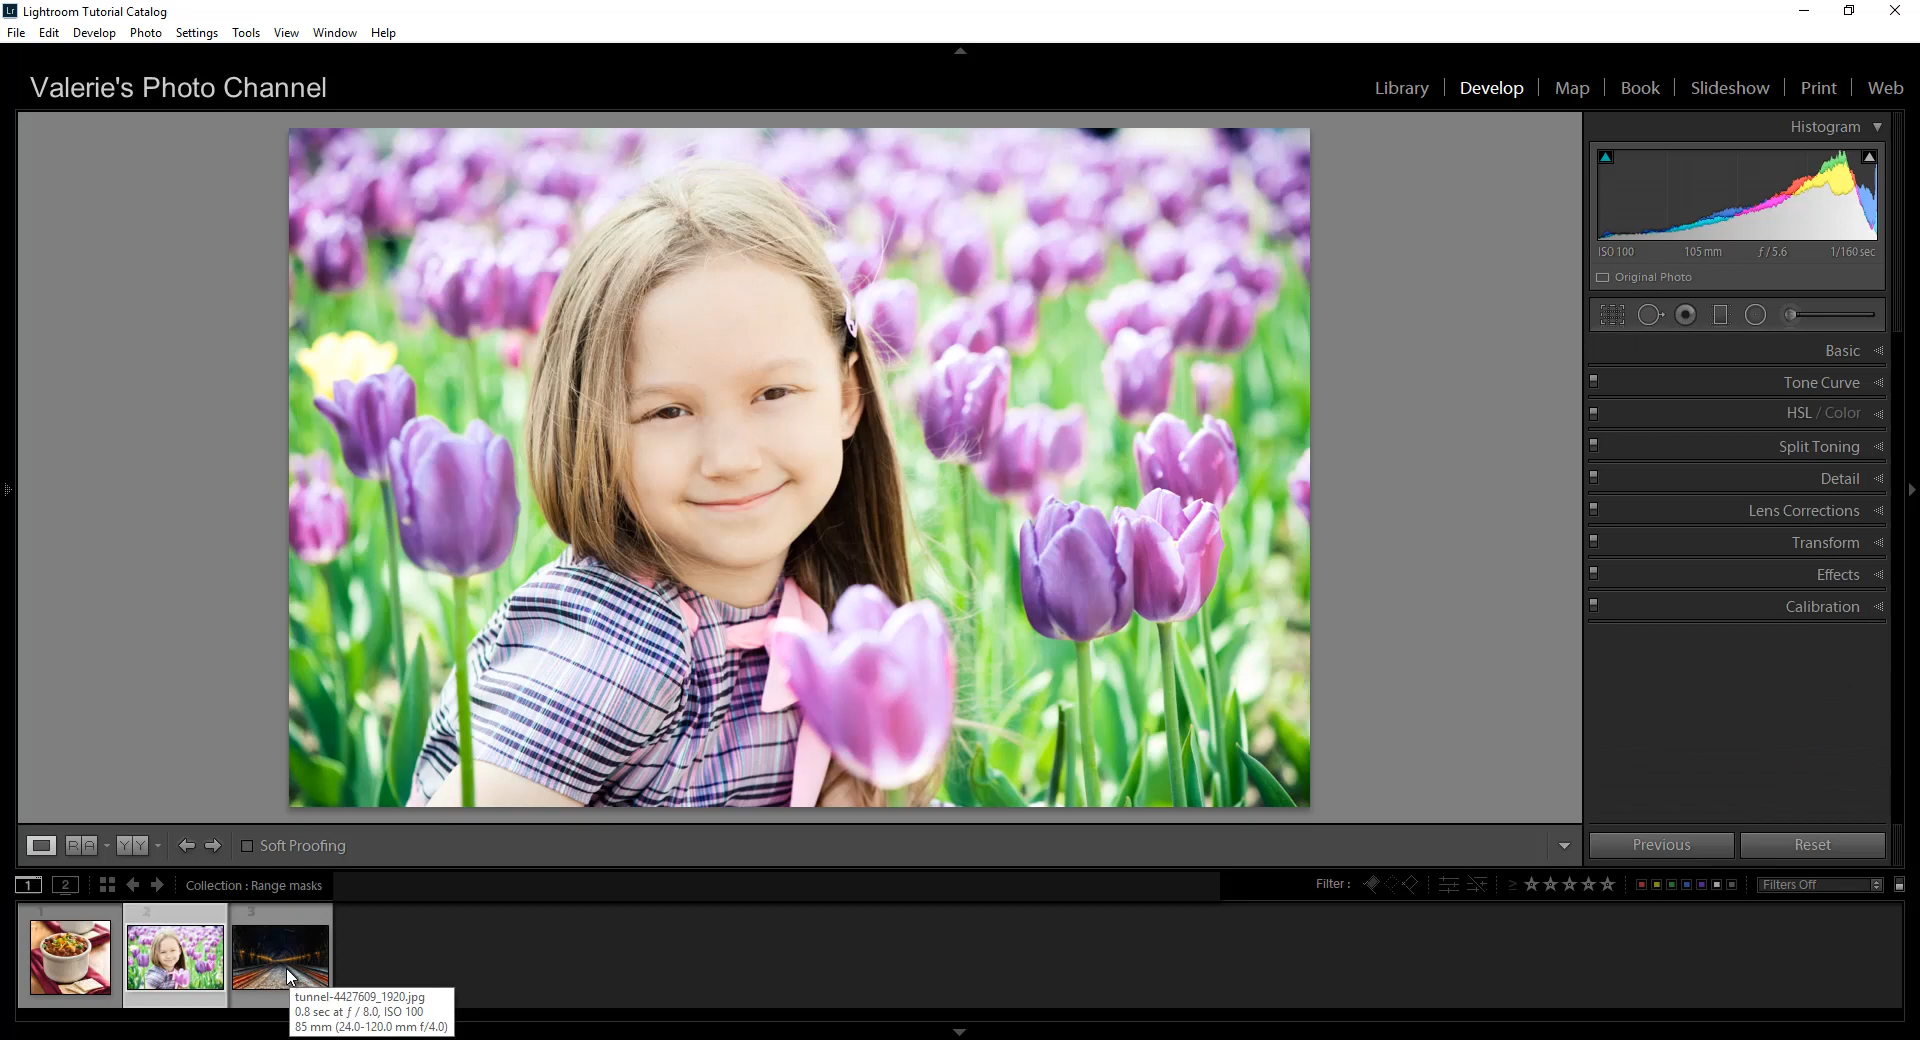 Lr Lightroom Tutorial Catalog
File Edit Develop Photo Settings Tools View Window Help
Valerie's Photo Channel
Library Develop Map Book Slideshow Print Web
Histogram
ISO 100 105 mm ƒ / 5.6 1/160 sec
Original Photo
Basic
Tone Curve
HSL / Color
Split Toning
Detail
Lens Corrections
Transform
Effects
Calibration
R A Y Y Soft Proofing
Previous Reset
1 2 Collection : Range masks Filter : ≥ Filters Off
1 2 3
tunnel-4427609_1920.jpg
0.8 sec at ƒ / 8.0, ISO 100
85 mm (24.0-120.0 mm f/4.0)